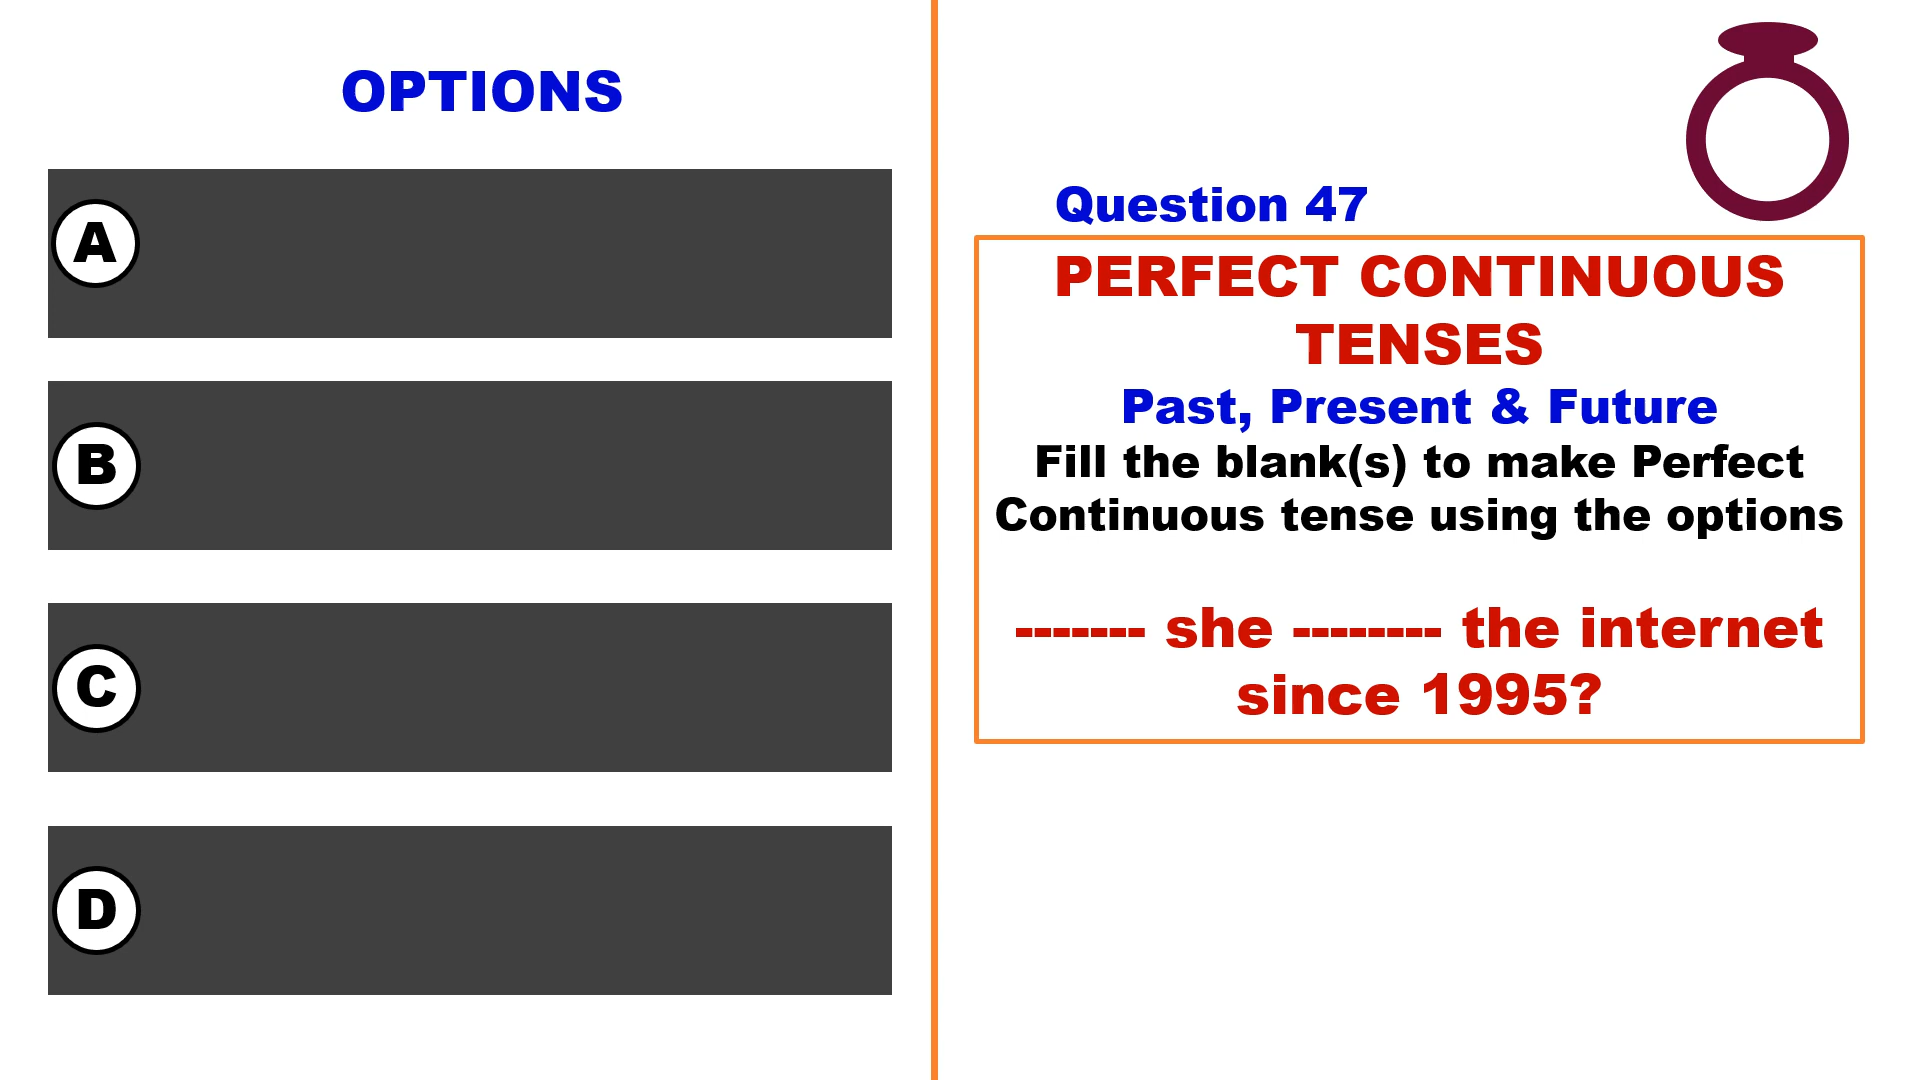 OPTIONS
A
B
C
D
Question 47
PERFECT CONTINUOUS
TENSES
Past, Present & Future
Fill the blank(s) to make Perfect
Continuous tense using the options
------- she -------- the internet
since 1995?